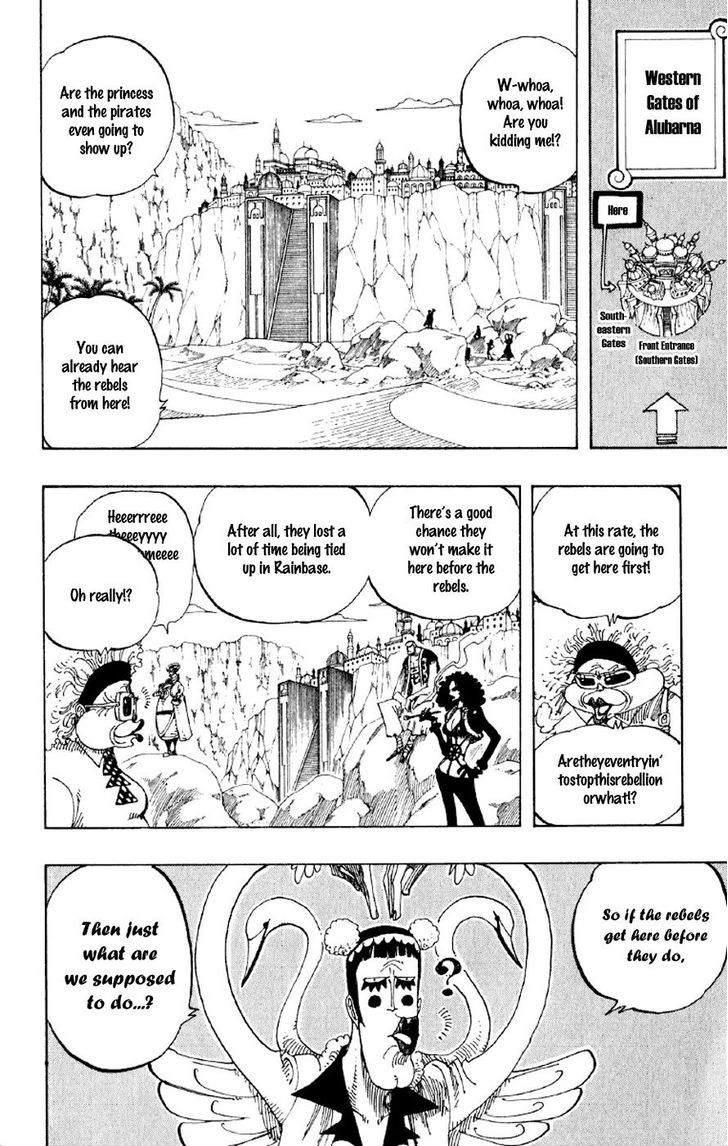 Western
Gates of
Alubarna
Here
South-
eastern
Gates
Front Entrance
(Southern Gates)
W-whoa,
whoa, whoa!
Are you
kidding me!?
Are the princess
and the pirates
even going to
show up?
You can
already hear
the rebels
from here!
At this rate, the
rebels are going to
get here first!
Aretheyeventryin'
tostopthisrebellion
orwhat!?
There's a good
chance they
won't make it
here before the
rebels.
After all, they lost a
lot of time being tied
up in Rainbase.
Heeerrreee
theeeyyyy
Oh really!?
So if the rebels
get here before
they do,
Then just
what are
we supposed
to do...?
?